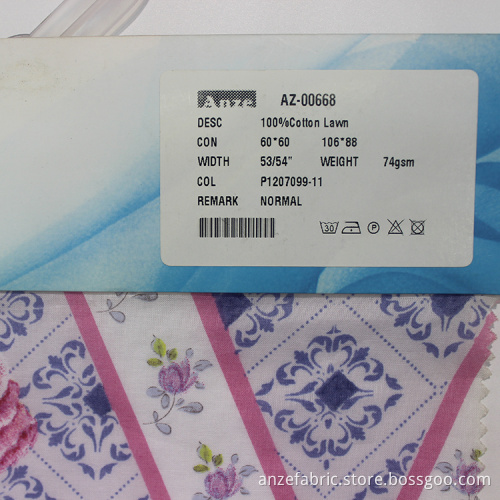 Anze AZ-00668
DESC 100%Cotton Lawn
CON 60*60 106*88
WIDTH 53/54" WEIGHT 74gsm
COL P1207099-11
REMARK NORMAL
30 P
anzefabric.store.bossgoo.com